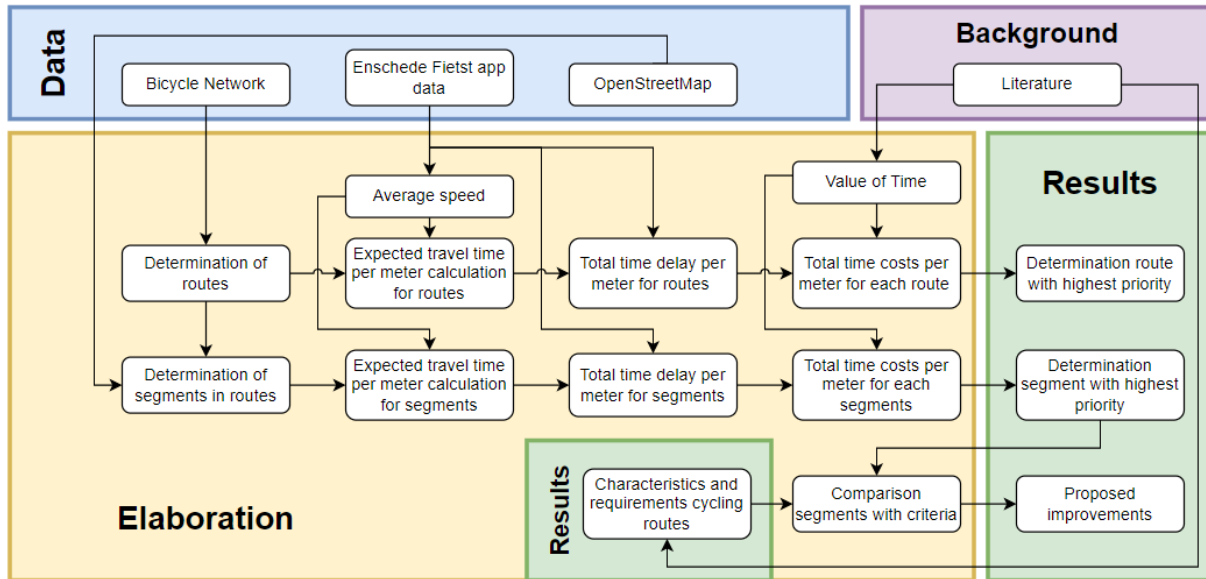 Data
Bicycle Network
Enschede Fietst app
data
OpenStreetMap
Background
Literature
Average speed
Value of Time
Results
Determination of
routes
Expected travel time
per meter calculation
for routes
Total time delay per
meter for routes
Total time costs per
meter for each route
Determination route
with highest priority
Determination of
segments in routes
Expected travel time
per meter calculation
for segments
Total time delay per
meter for segments
Total time costs per
meter for each
segments
Determination
segment with highest
priority
Elaboration
Results
Characteristics and
requirements cycling
routes
Comparison
segments with criteria
Proposed
improvements